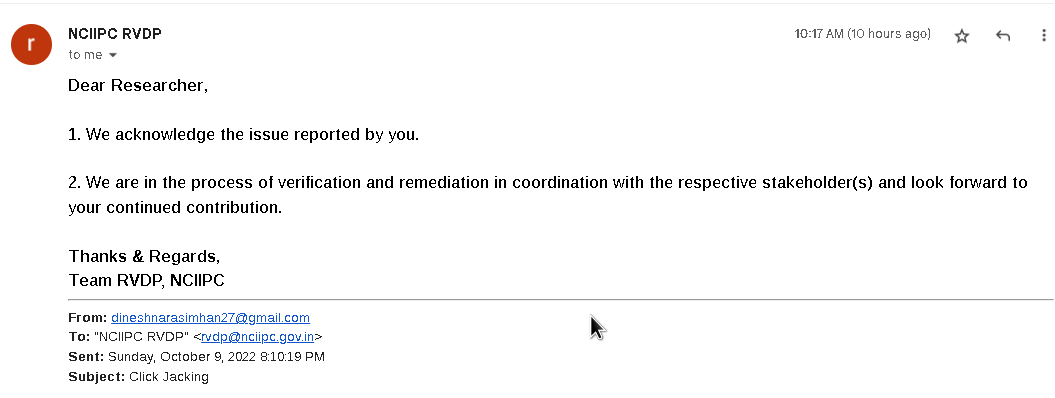 r
NCIIPC RVDP
10:17 AM (10 hours ago)
to me
Dear Researcher,
1. We acknowledge the issue reported by you.
2. We are in the process of verification and remediation in coordination with the respective stakeholder(s) and look forward to
your continued contribution.
Thanks & Regards,
Team RVDP, NCIIPC
From: dineshnarasimhan27@gmail.com
To: "NCIIPC RVDP" <rvdp@nciipc.gov.in>
Sent: Sunday, October 9, 2022 8:10:19 PM
Subject: Click Jacking